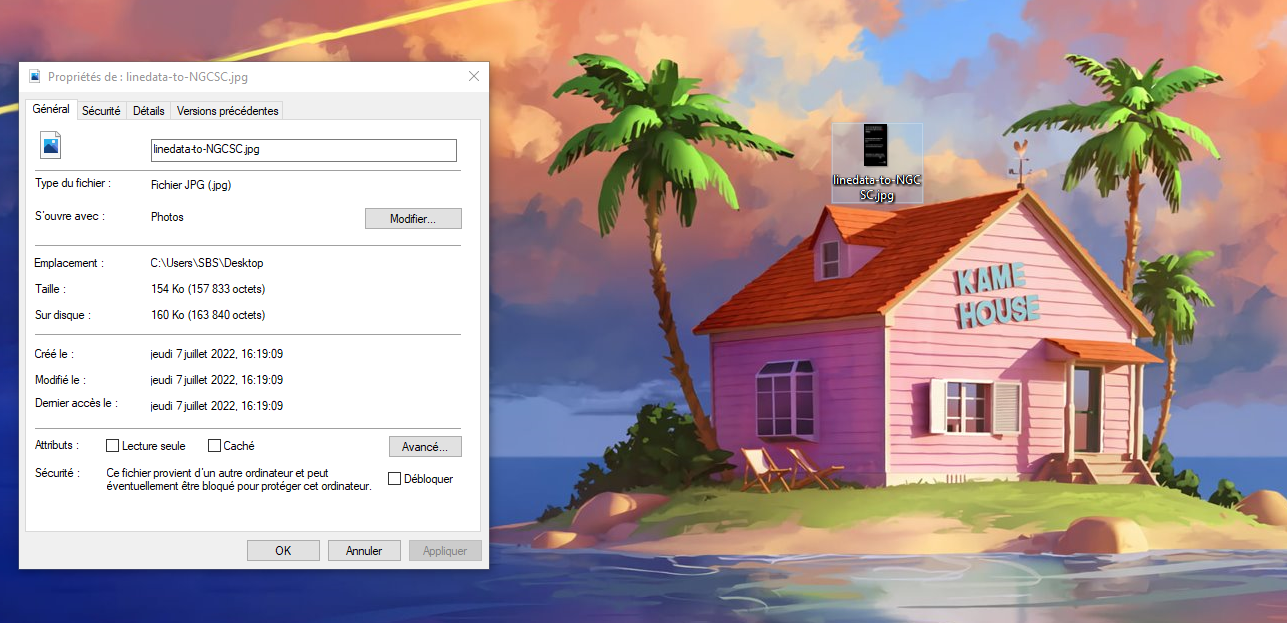 Propriétés de : linedata-to-NGCSC.jpg
Général Sécurité Détails Versions précédentes
linedata-to-NGCSC.jpg
Type du fichier : Fichier JPG (.jpg)
S'ouvre avec : Photos Modifier...
Emplacement : C:\Users\SBS\Desktop
Taille : 154 Ko (157 833 octets)
Sur disque : 160 Ko (163 840 octets)
Créé le : jeudi 7 juillet 2022, 16:19:09
Modifié le : jeudi 7 juillet 2022, 16:19:09
Dernier accès le : jeudi 7 juillet 2022, 16:19:09
Attributs : Lecture seule Caché Avancé...
Sécurité : Ce fichier provient d'un autre ordinateur et peut
éventuellement être bloqué pour protéger cet ordinateur. Débloquer
OK Annuler Appliquer
linedata-to-NGC
SC.jpg
KAME
HOUSE